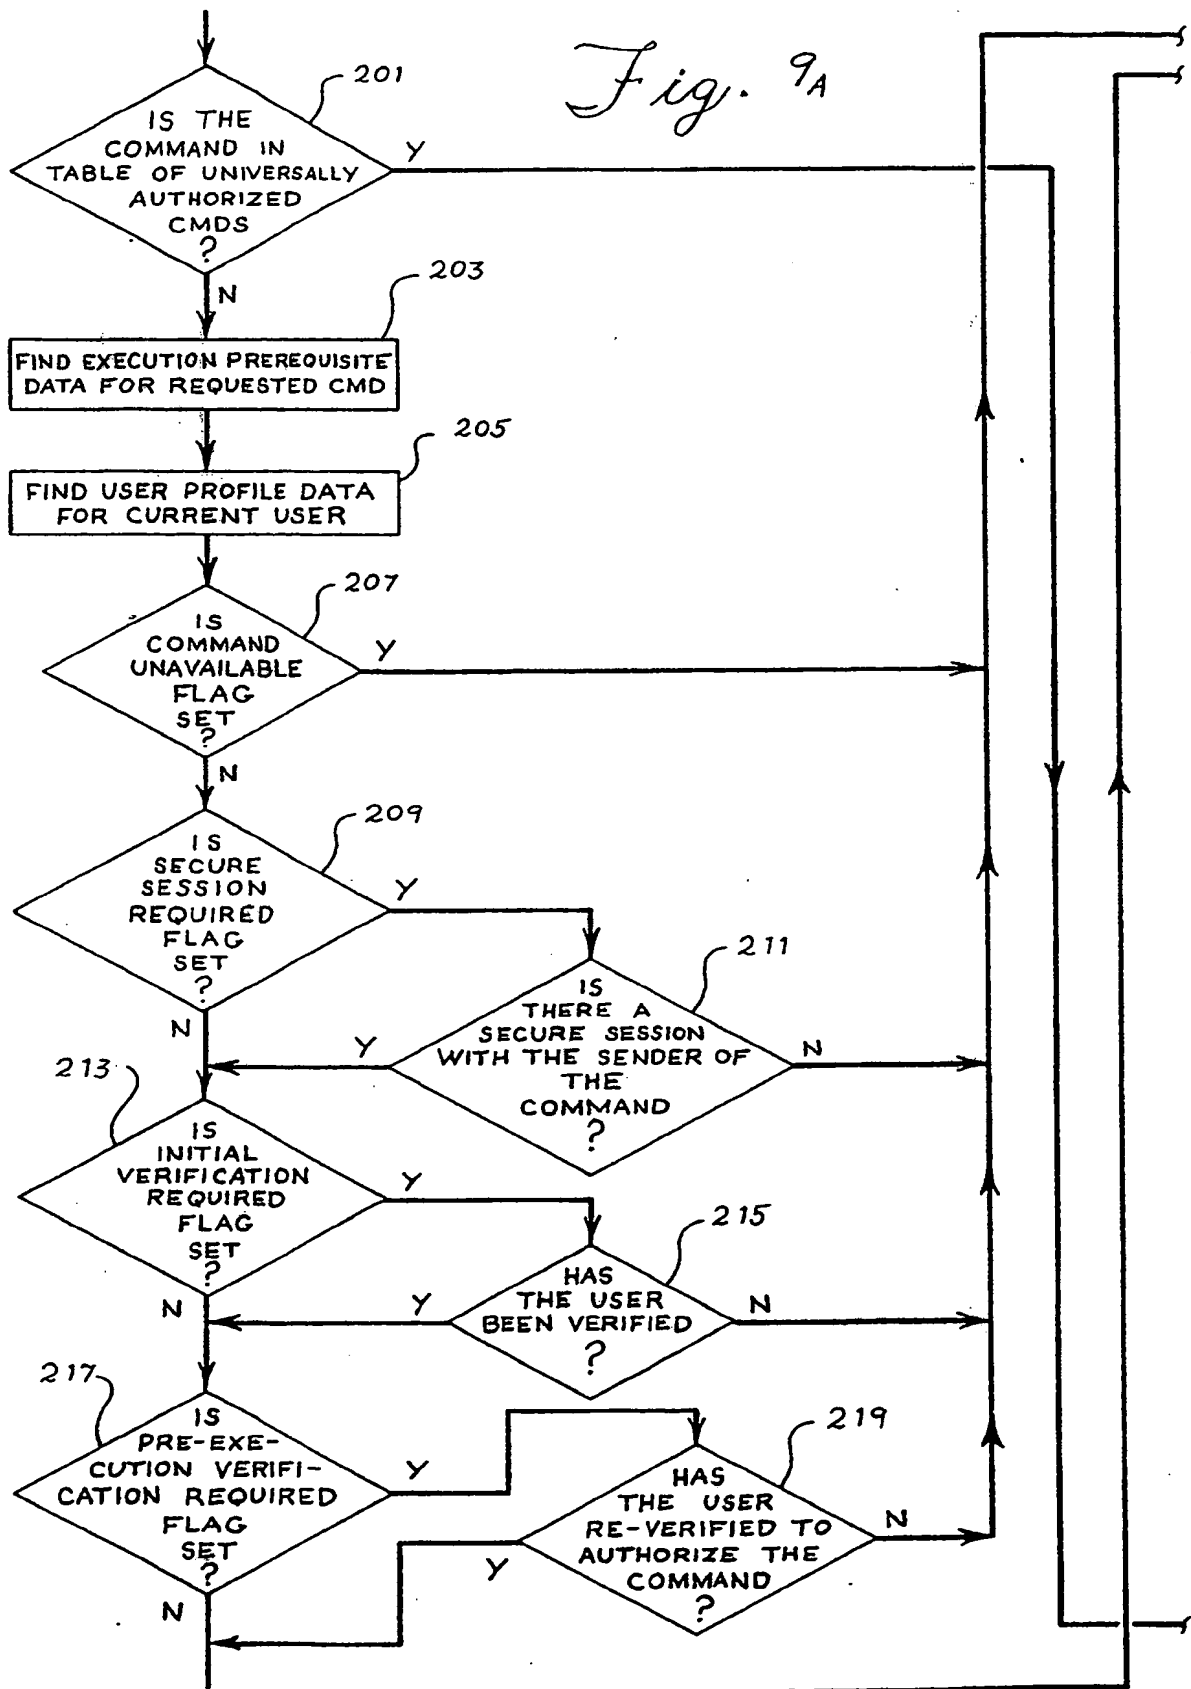 Fig. 9A
201
IS THE
COMMAND IN
TABLE OF UNIVERSALLY
AUTHORIZED
CMDS
?
Y
N
203
FIND EXECUTION PREREQUISITE
DATA FOR REQUESTED CMD
205
FIND USER PROFILE DATA
FOR CURRENT USER
207
IS
COMMAND
UNAVAILABLE
FLAG
SET
?
Y
N
209
IS
SECURE
SESSION
REQUIRED
FLAG
SET
?
Y
N
211
IS
THERE A
SECURE SESSION
WITH THE SENDER OF
THE
COMMAND
?
Y
N
213
IS
INITIAL
VERIFICATION
REQUIRED
FLAG
SET
?
Y
N
215
HAS
THE USER
BEEN VERIFIED
?
Y
N
217
IS
PRE-EXE-
CUTION VERIFI-
CATION REQUIRED
FLAG
SET
?
Y
N
219
HAS
THE USER
RE-VERIFIED TO
AUTHORIZE THE
COMMAND
?
Y
N